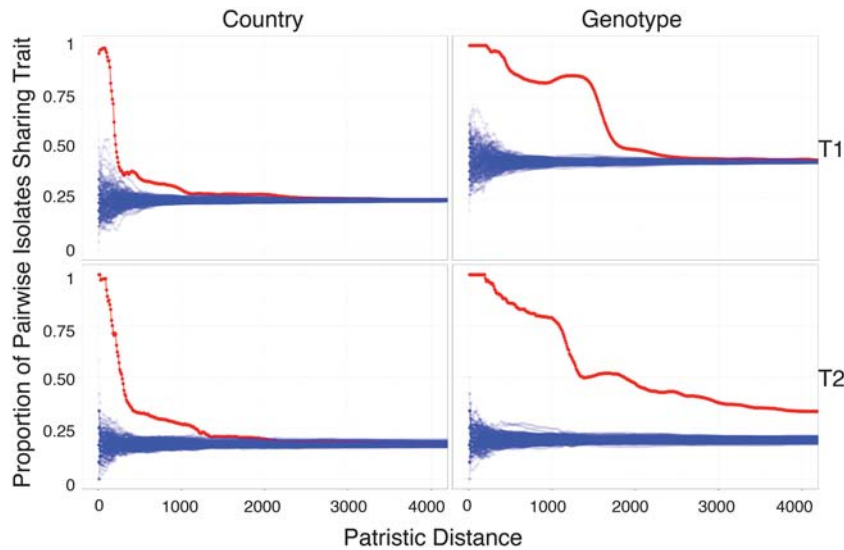 Country Genotype
Proportion of Pairwise Isolates Sharing Trait
1
0.75
0.50
0.25
0
T1
1
0.75
0.50
0.25
0
T2
0 1000 2000 3000 4000 0 1000 2000 3000 4000
Patristic Distance